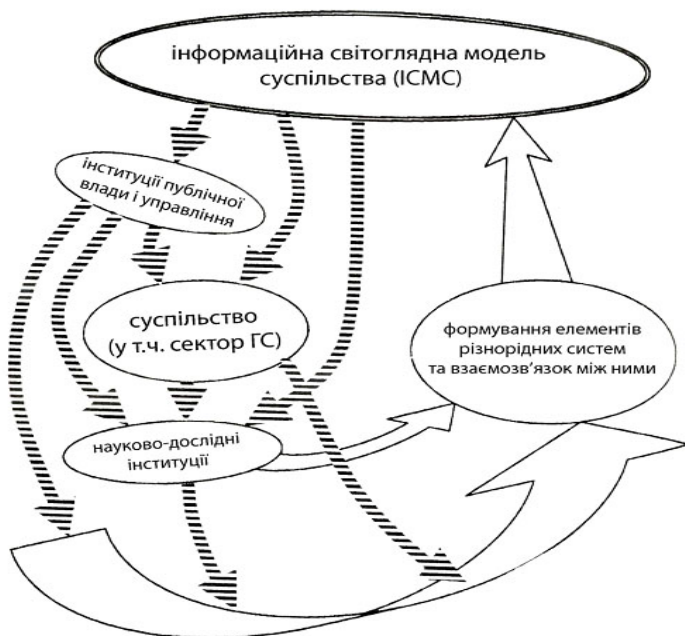 інформаційна світоглядна модель
суспільства (ІСМС)
інституції публічної
влади і управління
суспільство
(у т.ч. сектор ГС)
формування елементів
різнорідних систем
та взаємозв'язок між ними
науково-дослідні
інституції